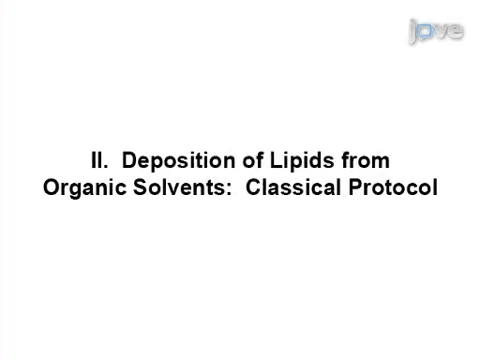 jove
II.  Deposition of Lipids from
Organic Solvents:  Classical Protocol